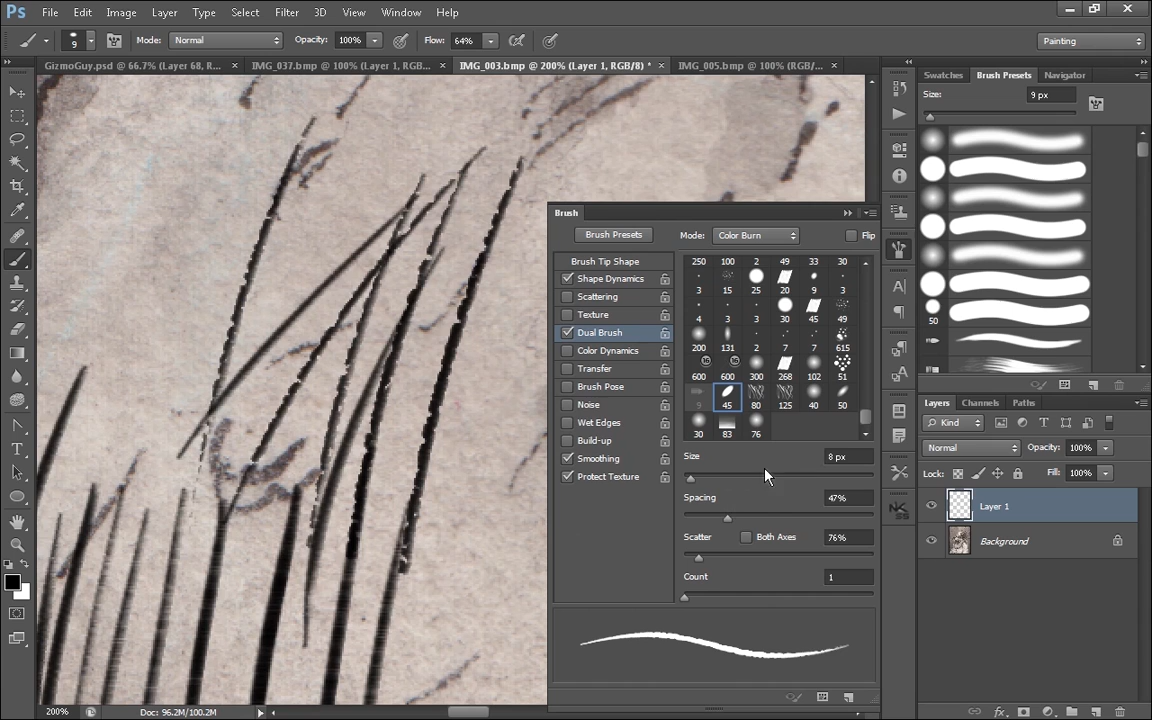 Ps File Edit Image Layer Type Select Filter 3D View Window Help
9 Mode: Normal Opacity: 100% Flow: 64% Painting
GizmoGuy.psd @ 66.7% (Layer 68, R... × IMG_037.bmp @ 100% (Layer 1, RGB/... × IMG_003.bmp @ 200% (Layer 1, RGB/8) * × IMG_005.bmp @ 100% (RGB/... ×
Swatches Brush Presets Navigator
Size: 9 px
50
Brush
Brush Presets Mode: Color Burn Flip
Brush Tip Shape
Shape Dynamics
Scattering
Texture
Dual Brush
Color Dynamics
Transfer
Brush Pose
Noise
Wet Edges
Build-up
Smoothing
Protect Texture
250 100 2 49 33 30
3 15 25 20 9 3
4 3 3 30 45 49
200 131 2 7 7 615
600 600 300 268 102 51
9 45 80 125 40 50
30 83 76
Size 8 px
Spacing 47%
Scatter Both Axes 76%
Count 1
Layers Channels Paths
Kind
Normal Opacity: 100%
Lock: Fill: 100%
Layer 1
Background
200% Doc: 96.2M/100.2M